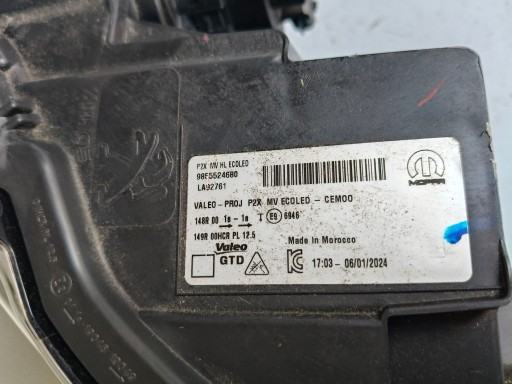 P2X MV HL ECOLED
98F5524680
LA92761
MOPAR
VALEO-PROJ P2X MV ECOLED - CEMOO
148R 00 1s - 1s I E9 6946
149R 00HCR PL 12.5
Valeo
GTD
Made in Morocco
17:03 - 06/01/2024